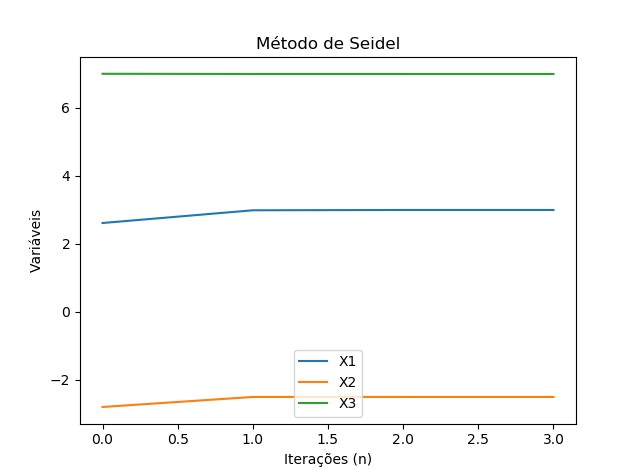 Método de Seidel
Variáveis
6
4
2
0
−2
X1
X2
X3
0.0 0.5 1.0 1.5 2.0 2.5 3.0
Iterações (n)